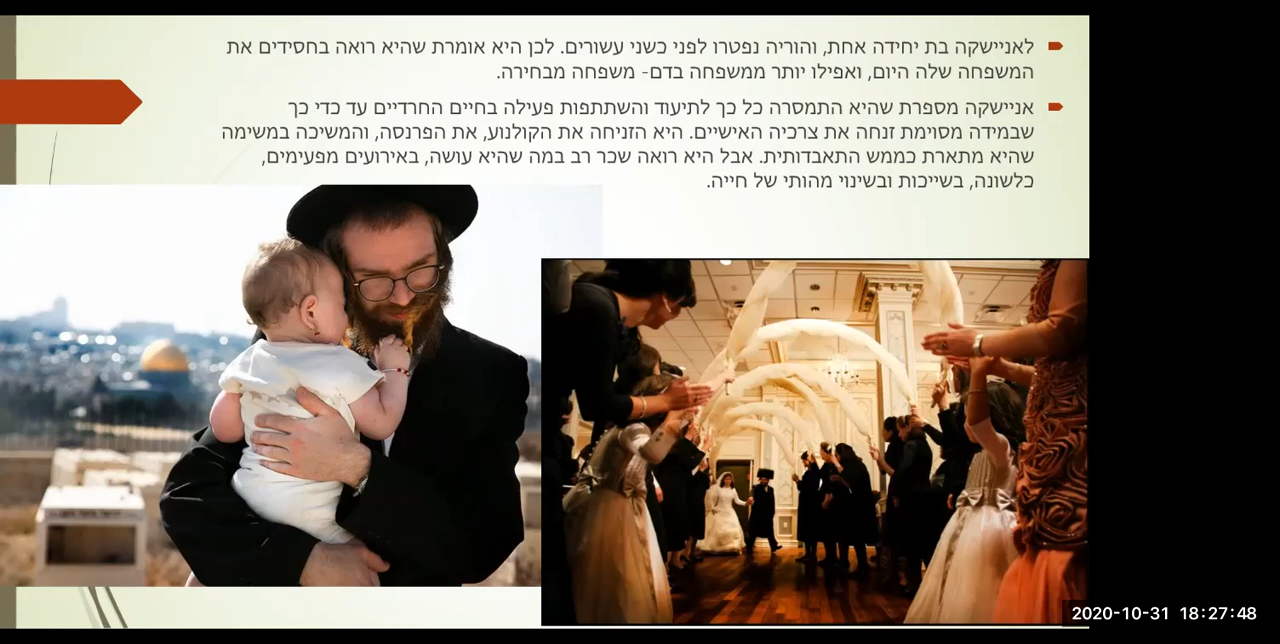 לאניישקה בת יחידה אחת, והוריה נפטרו לפני כשני עשורים. לכן היא אומרת שהיא רואה בחסידים את
המשפחה שלה היום, ואפילו יותר ממשפחה בדם- משפחה מבחירה.
אניישקה מספרת שהיא התמסרה כל כך לתיעוד והשתתפות פעילה בחיים החרדיים עד כדי כך
שבמידה מסוימת זנחה את צרכיה האישיים. היא הזניחה את הקולנוע, את הפרנסה, והמשיכה במשימה
שהיא מתארת כממש התאבדותית. אבל היא רואה שכר רב במה שהיא עושה, באירועים מפעימים,
כלשונה, בשייכות ובשינוי מהותי של חייה.
2020-10-31 18:27:48